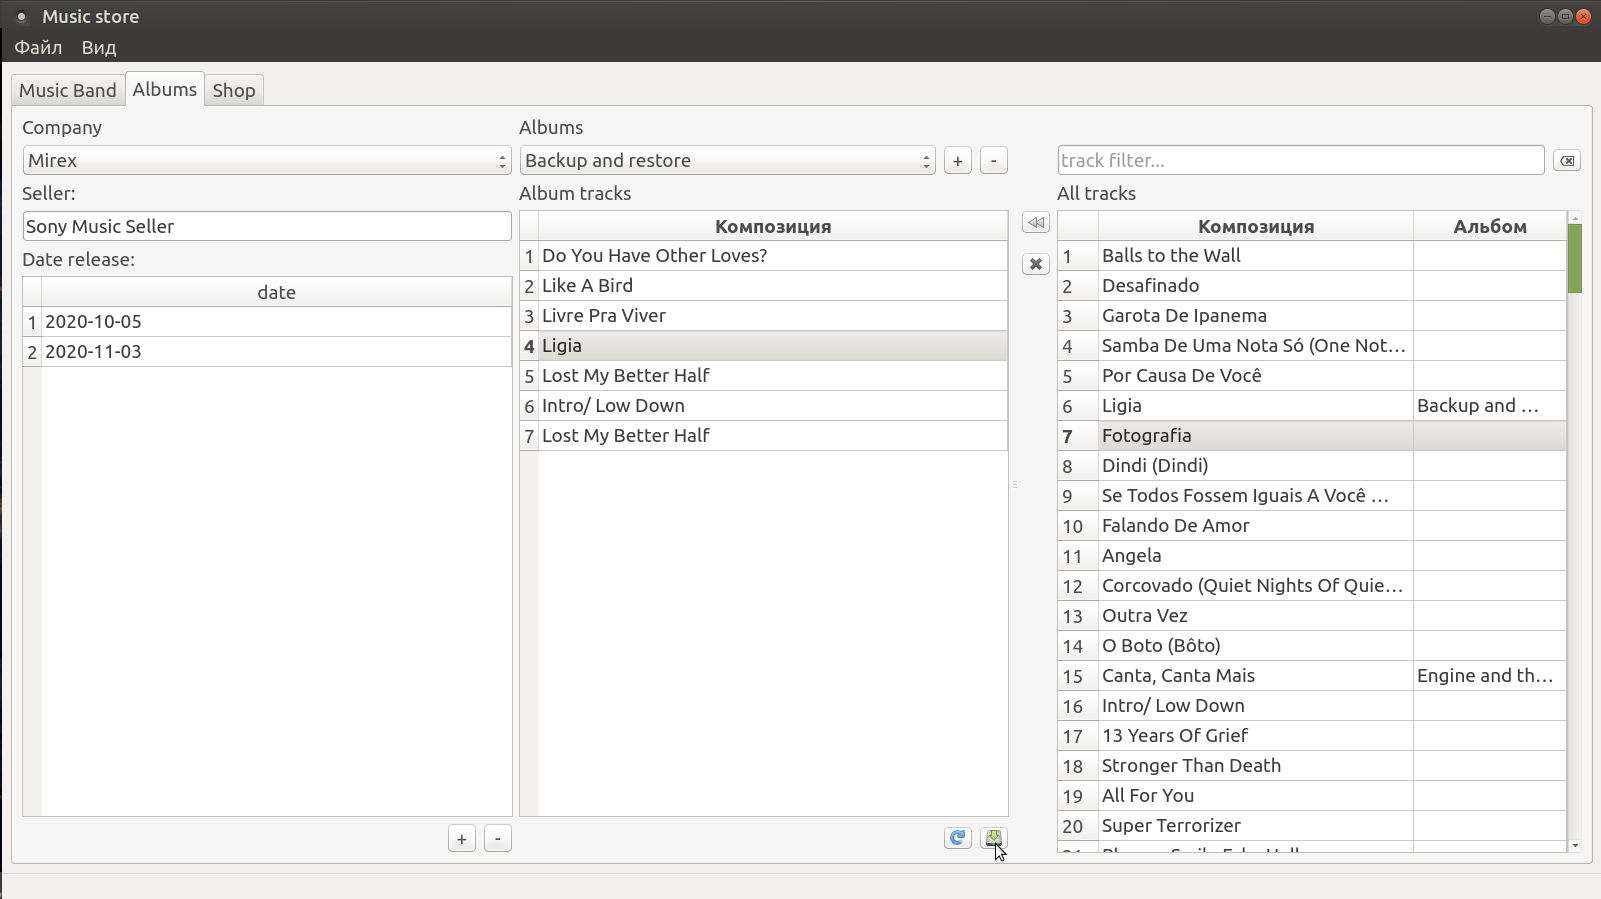 Music store
Файл Вид
Music Band Albums Shop
Company
Mirex
Seller:
Sony Music Seller
Date release:
date
1 2020-10-05
2 2020-11-03
+ -
Albums
Backup and restore + -
Album tracks
Композиция
1 Do You Have Other Loves?
2 Like A Bird
3 Livre Pra Viver
4 Ligia
5 Lost My Better Half
6 Intro/ Low Down
7 Lost My Better Half
track filter...
All tracks
Композиция Альбом
1 Balls to the Wall
2 Desafinado
3 Garota De Ipanema
4 Samba De Uma Nota Só (One Not…
5 Por Causa De Você
6 Ligia Backup and …
7 Fotografia
8 Dindi (Dindi)
9 Se Todos Fossem Iguais A Você …
10 Falando De Amor
11 Angela
12 Corcovado (Quiet Nights Of Quie…
13 Outra Vez
14 O Boto (Bôto)
15 Canta, Canta Mais Engine and th…
16 Intro/ Low Down
17 13 Years Of Grief
18 Stronger Than Death
19 All For You
20 Super Terrorizer